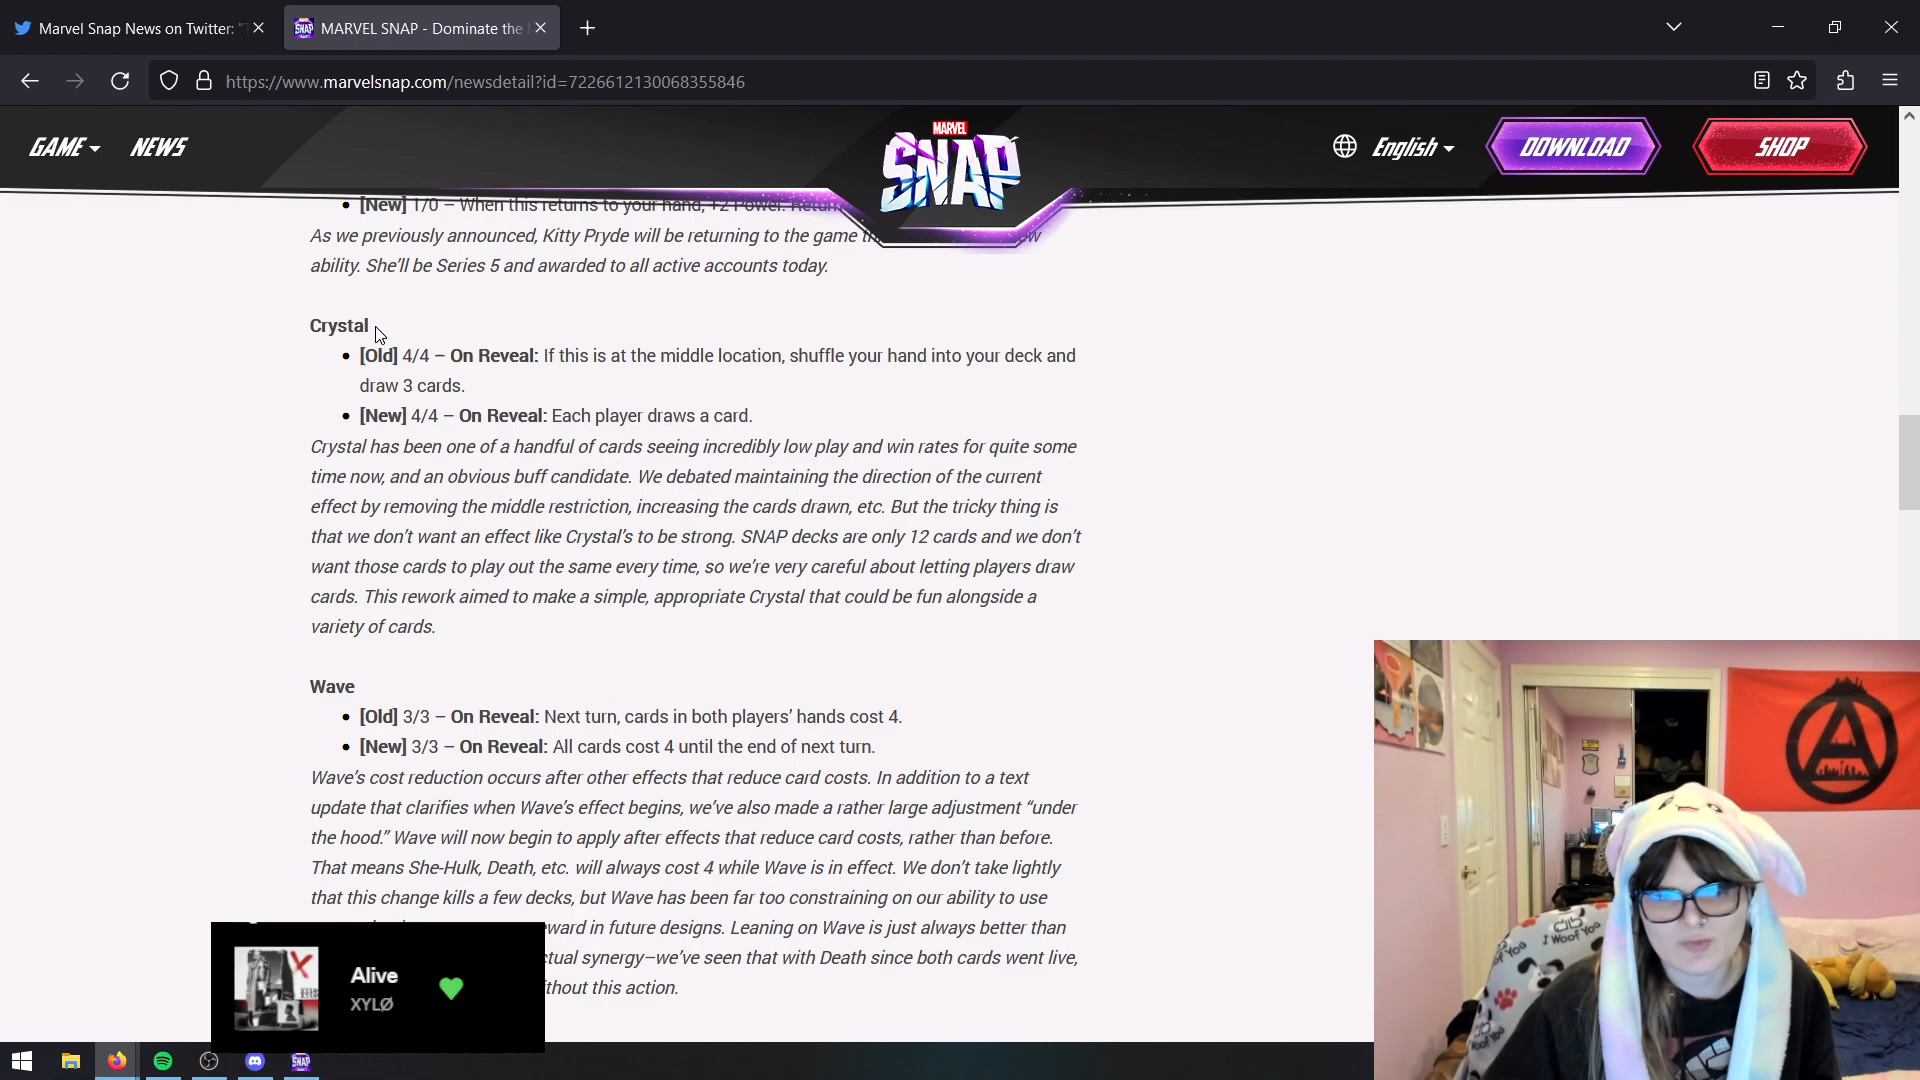 Marvel Snap News on Twitter: "T
MARVEL SNAP - Dominate the
https://www.marvelsnap.com/newsdetail?id=7226612130068355846
GAME
NEWS
MARVEL
SNAP
English
DOWNLOAD
SHOP
[New] 1/0 – When this returns to your hand, +2 Power. Return
As we previously announced, Kitty Pryde will be returning to the game
ability. She'll be Series 5 and awarded to all active accounts today.
Crystal
[Old] 4/4 – On Reveal: If this is at the middle location, shuffle your hand into your deck and
draw 3 cards.
[New] 4/4 – On Reveal: Each player draws a card.
Crystal has been one of a handful of cards seeing incredibly low play and win rates for quite some
time now, and an obvious buff candidate. We debated maintaining the direction of the current
effect by removing the middle restriction, increasing the cards drawn, etc. But the tricky thing is
that we don't want an effect like Crystal's to be strong. SNAP decks are only 12 cards and we don't
want those cards to play out the same every time, so we're very careful about letting players draw
cards. This rework aimed to make a simple, appropriate Crystal that could be fun alongside a
variety of cards.
Wave
[Old] 3/3 – On Reveal: Next turn, cards in both players' hands cost 4.
[New] 3/3 – On Reveal: All cards cost 4 until the end of next turn.
Wave's cost reduction occurs after other effects that reduce card costs. In addition to a text
update that clarifies when Wave's effect begins, we've also made a rather large adjustment “under
the hood.” Wave will now begin to apply after effects that reduce card costs, rather than before.
That means She-Hulk, Death, etc. will always cost 4 while Wave is in effect. We don't take lightly
that this change kills a few decks, but Wave has been far too constraining on our ability to use
eward in future designs. Leaning on Wave is just always better than
ctual synergy–we've seen that with Death since both cards went live,
ithout this action.
Alive
XYLØ
I Woof You